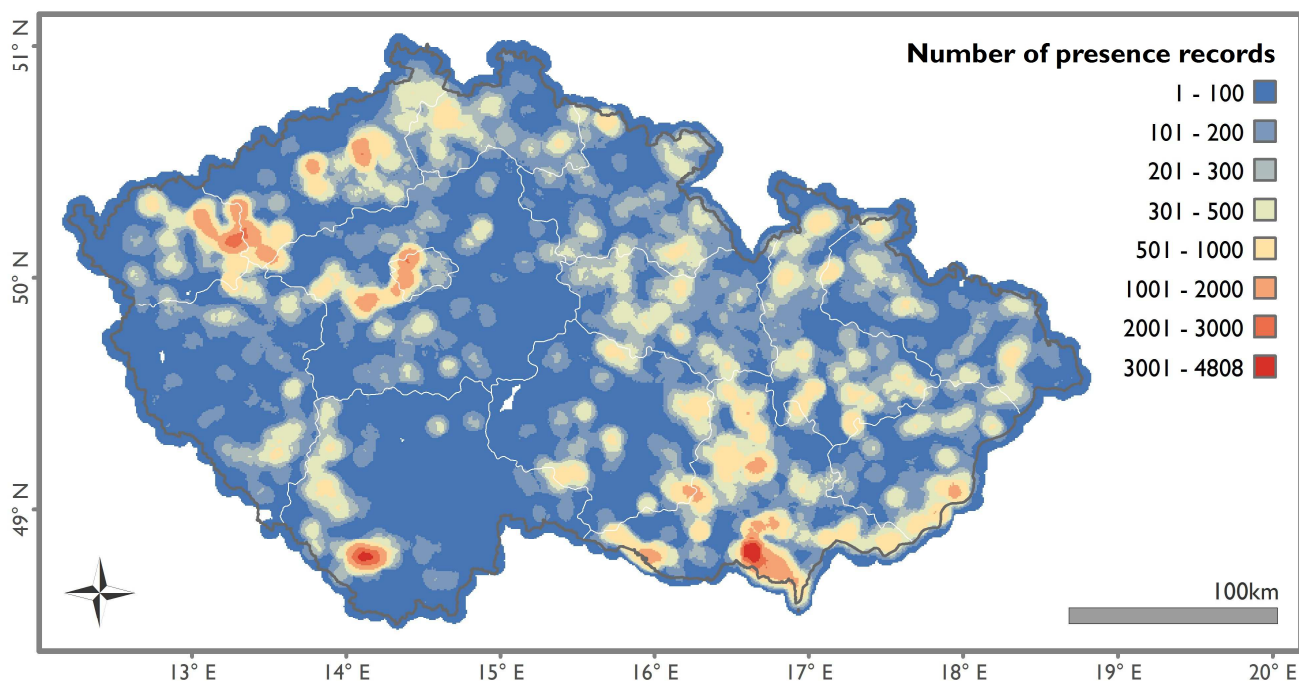 Number of presence records
1 - 100
101 - 200
201 - 300
301 - 500
501 - 1000
1001 - 2000
2001 - 3000
3001 - 4808
51° N
50° N
49° N
100km
13° E 14° E 15° E 16° E 17° E 18° E 19° E 20° E